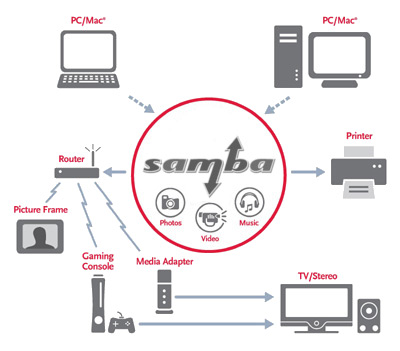 PC/Mac*
PC/Mac*
samba
Photos
Video
Music
Router
Printer
Picture Frame
Gaming
Console
Media Adapter
TV/Stereo